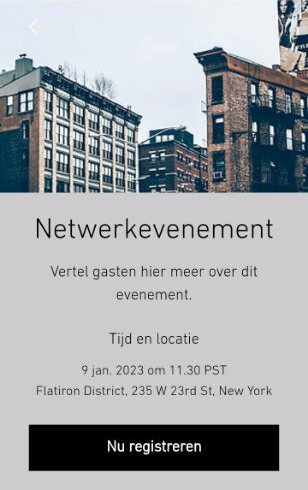 Netwerkevenement
Vertel gasten hier meer over dit
evenement.
Tijd en locatie
9 jan. 2023 om 11.30 PST
Flatiron District, 235 W 23rd St, New York
Nu registreren